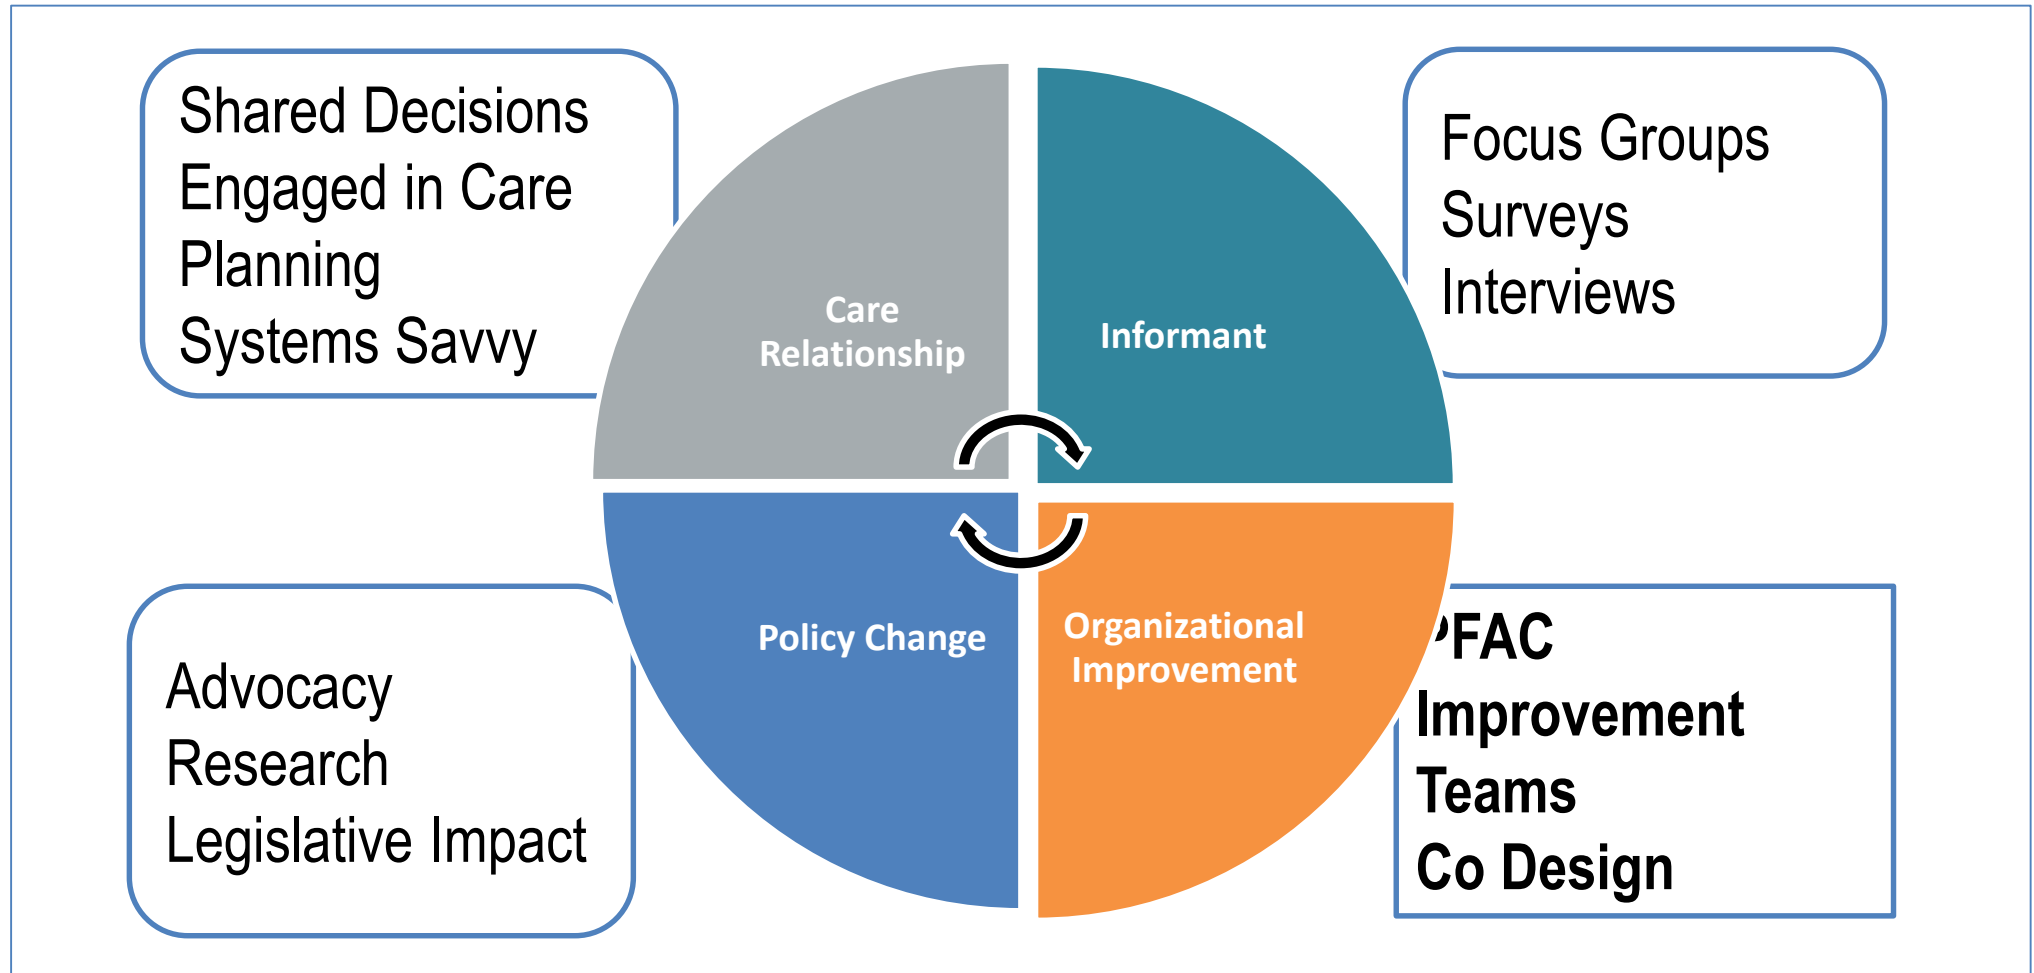 Shared Decisions
Engaged in Care
Planning
Systems Savvy
Care
Relationship
Informant
Focus Groups
Surveys
Interviews
Advocacy
Research
Legislative Impact
Policy Change
Organizational
Improvement
PFAC
Improvement
Teams
Co Design